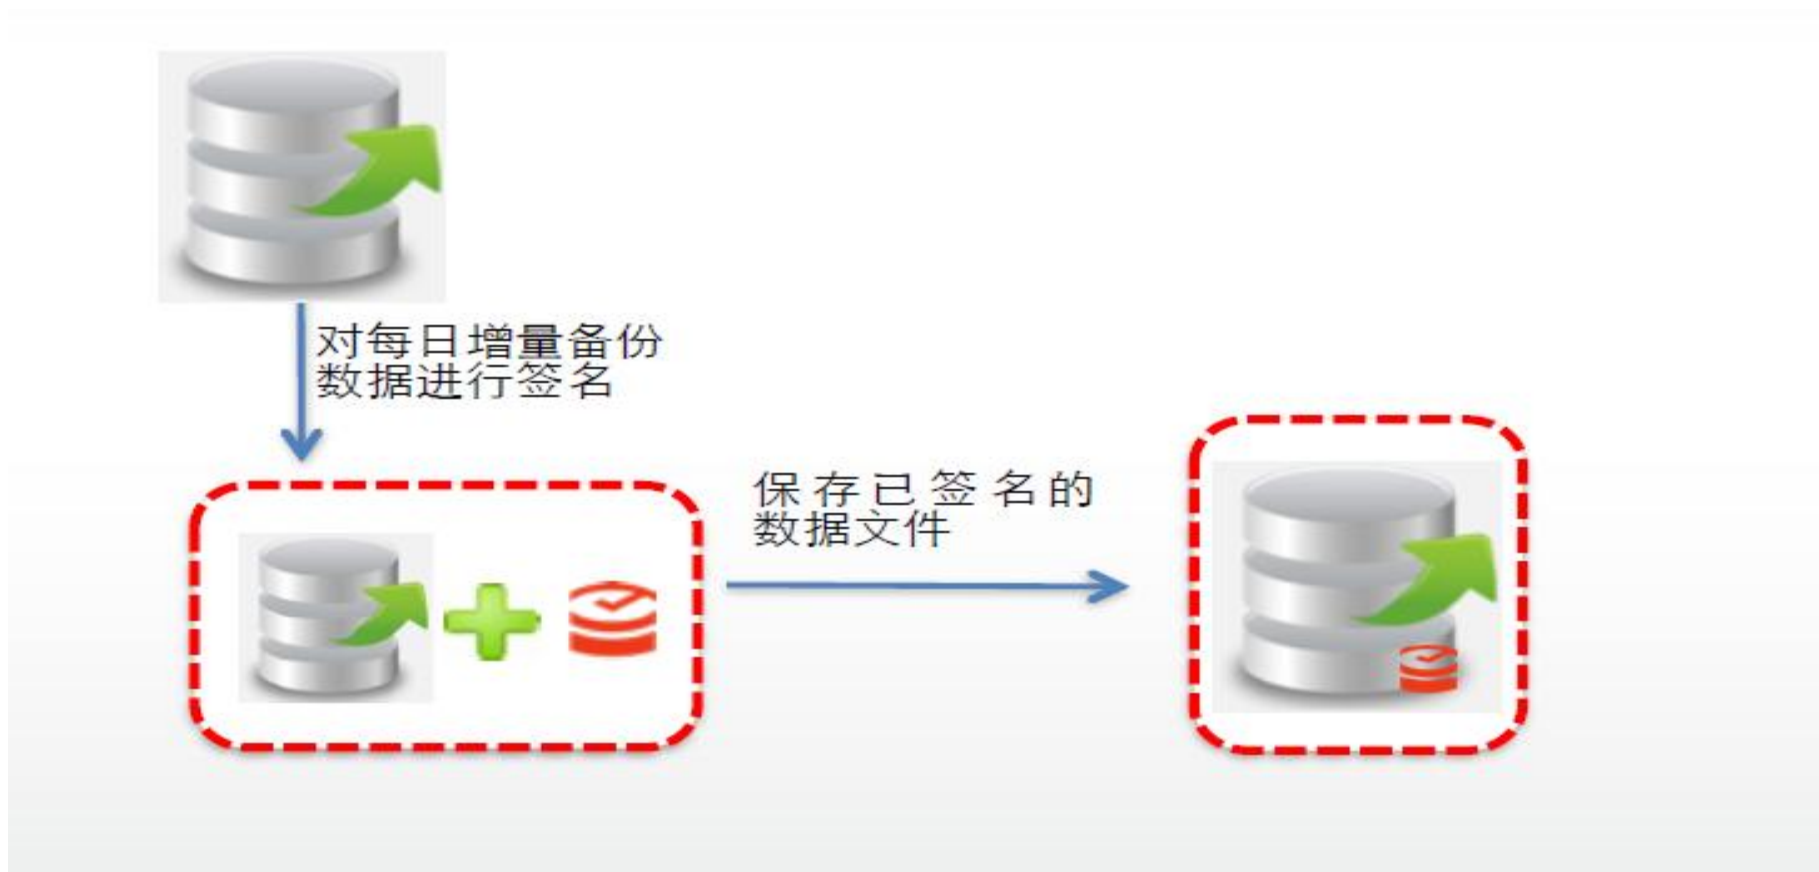 对每日增量备份
数据进行签名
保存已签名的
数据文件